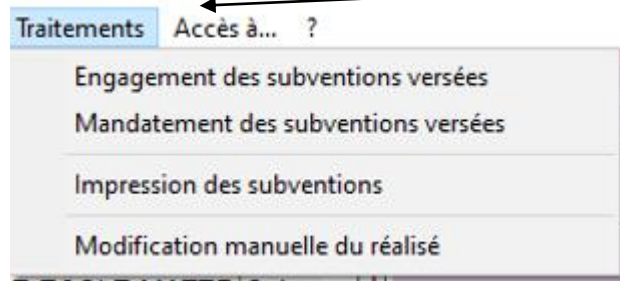 Traitements Accès à... ?
Engagement des subventions versées
Mandatement des subventions versées
Impression des subventions
Modification manuelle du réalisé